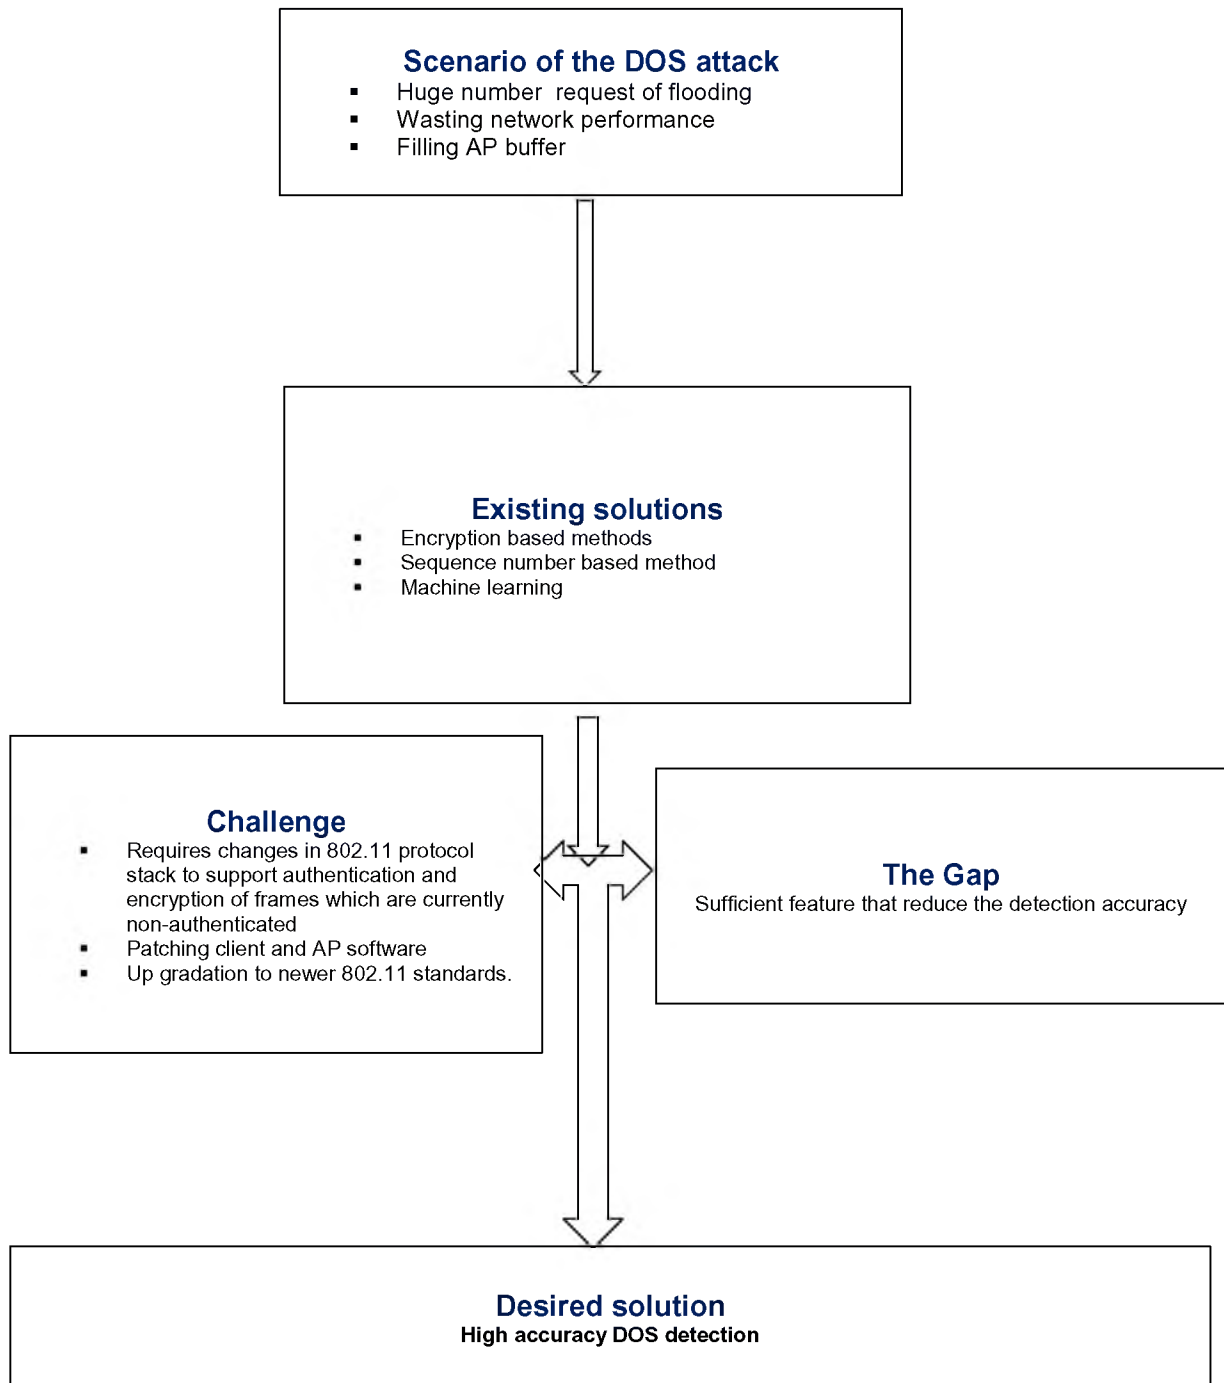 Scenario of the DOS attack
▪ Huge number request of flooding
▪ Wasting network performance
▪ Filling AP buffer
Existing solutions
▪ Encryption based methods
▪ Sequence number based method
▪ Machine learning
Challenge
▪ Requires changes in 802.11 protocol
stack to support authentication and
encryption of frames which are currently
non-authenticated
▪ Patching client and AP software
▪ Up gradation to newer 802.11 standards.
The Gap
Sufficient feature that reduce the detection accuracy
Desired solution
High accuracy DOS detection